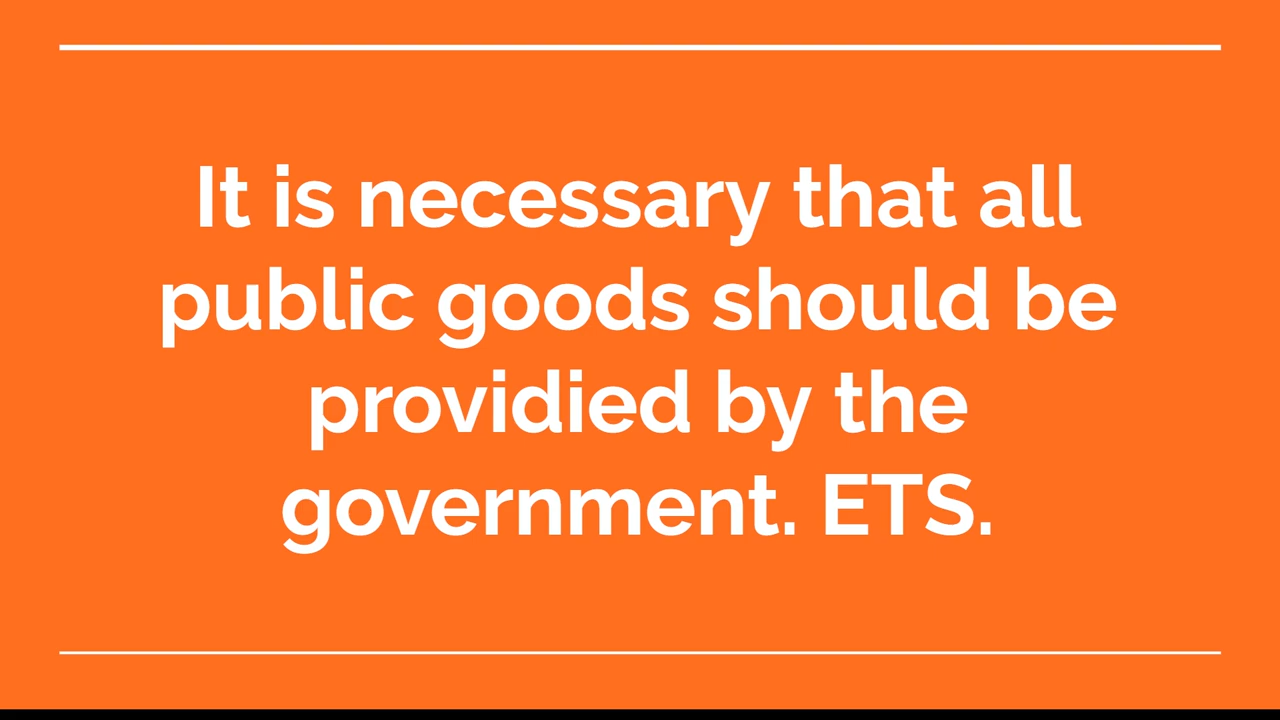 It is necessary that all
public goods should be
providied by the
government. ETS.